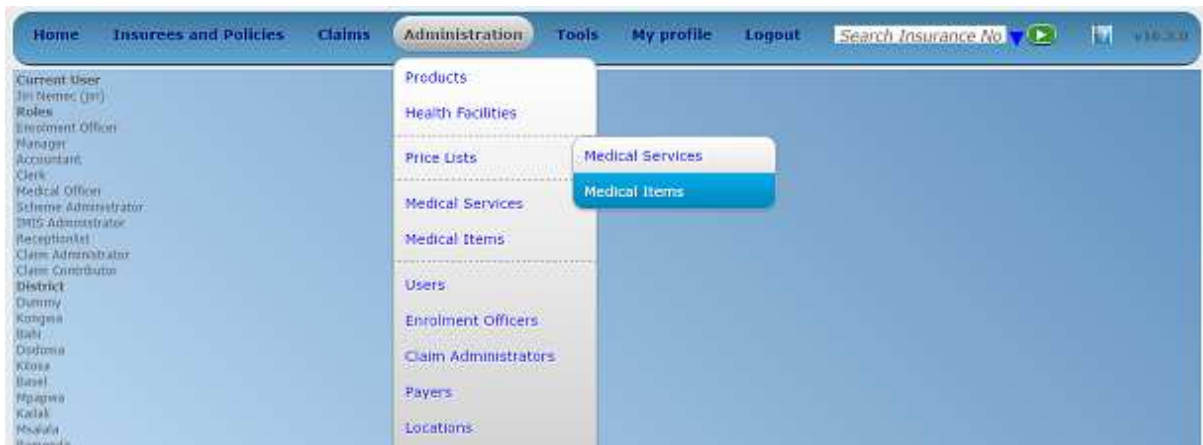 Home Insurees and Policies Claims Administration Tools My profile Logout Search Insurance No
Current User
Jiri Nemec (jiri)
Roles
Enrolment Officer
Manager
Accountant
Clerk
Medical Officer
Scheme Administrator
IMIS Administrator
Receptionist
Claim Administrator
Claim Contributor
District
Dummy
Kongwa
Bahi
Dodoma
Kilosa
Basel
Mpapwa
Msalala
Products
Health Facilities
Price Lists
Medical Services
Medical Items
Medical Services
Medical Items
Users
Enrolment Officers
Claim Administrators
Payers
Locations